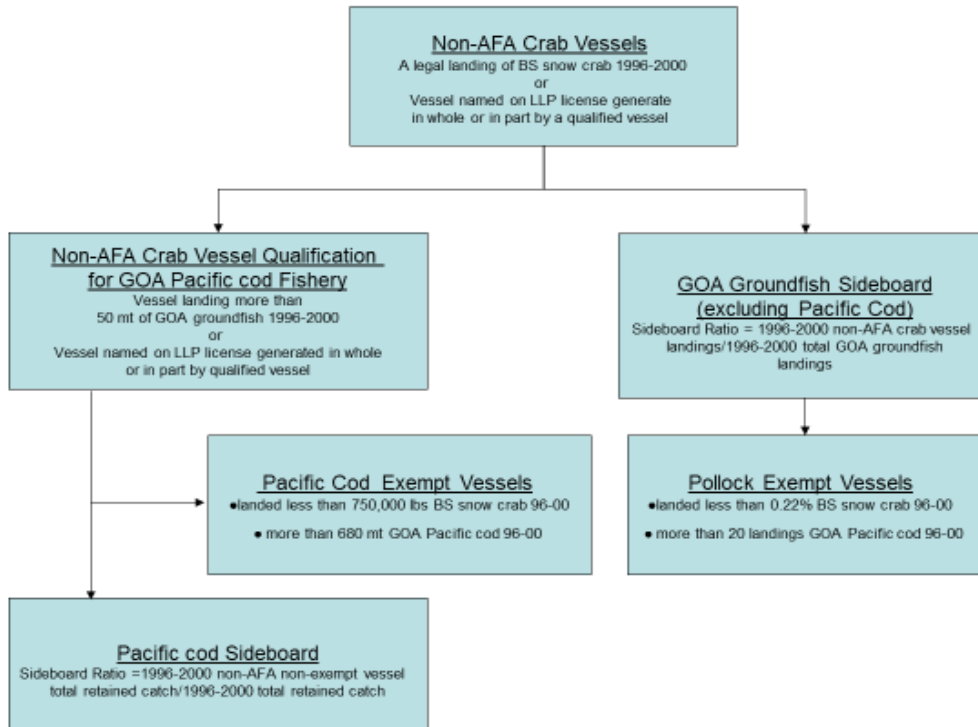 Non-AFA Crab Vessels
A legal landing of BS snow crab 1996-2000
or
Vessel named on LLP license generate
in whole or in part by a qualified vessel
Non-AFA Crab Vessel Qualification
for GOA Pacific cod Fishery
Vessel landing more than
50 mt of GOA groundfish 1996-2000
or
Vessel named on LLP license generated in whole
or in part by qualified vessel
GOA Groundfish Sideboard
(excluding Pacific Cod)
Sideboard Ratio = 1996-2000 non-AFA crab vessel
landings/1996-2000 total GOA groundfish
landings
Pacific Cod Exempt Vessels
●landed less than 750,000 lbs BS snow crab 96-00
● more than 680 mt GOA Pacific cod 96-00
Pollock Exempt Vessels
●landed less than 0.22% BS snow crab 96-00
● more than 20 landings GOA Pacific cod 96-00
Pacific cod Sideboard
Sideboard Ratio =1996-2000 non-AFA non-exempt vessel
total retained catch/1996-2000 total retained catch